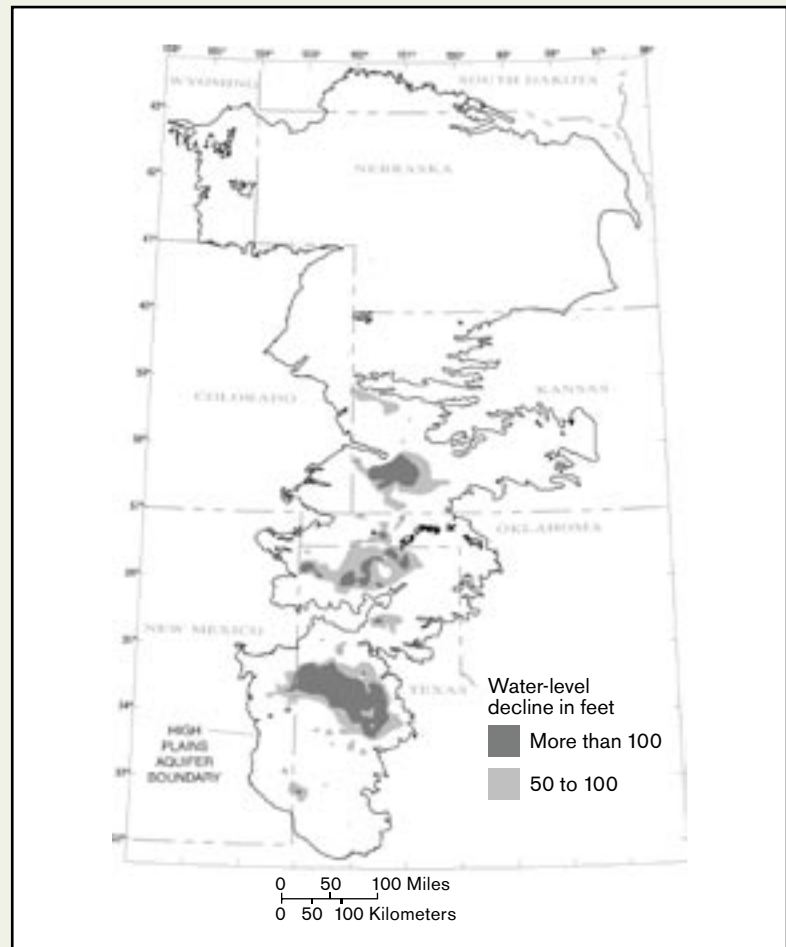 WYOMING
SOUTH DAKOTA
NEBRASKA
COLORADO
KANSAS
OKLAHOMA
NEW MEXICO
TEXAS
HIGH
PLAINS
AQUIFER
BOUNDARY
Water-level
decline in feet
More than 100
50 to 100
0 50 100 Miles
0 50 100 Kilometers